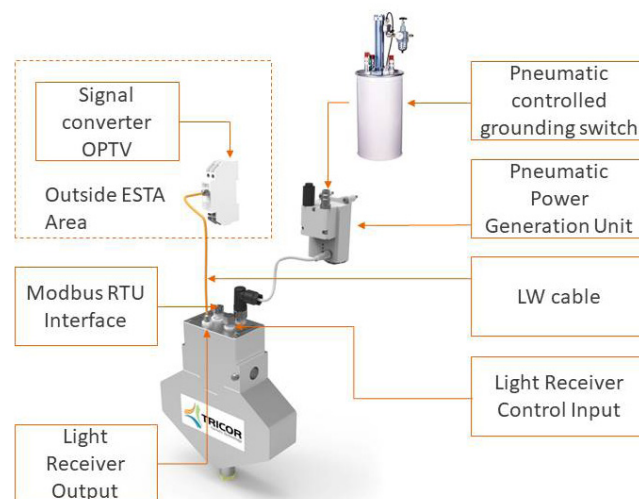 Signal
converter
OPTV
Outside ESTA
Area
Modbus RTU
Interface
Light
Receiver
Output
TRICOR
Pneumatic
controlled
grounding switch
Pneumatic
Power
Generation Unit
LW cable
Light Receiver
Control Input